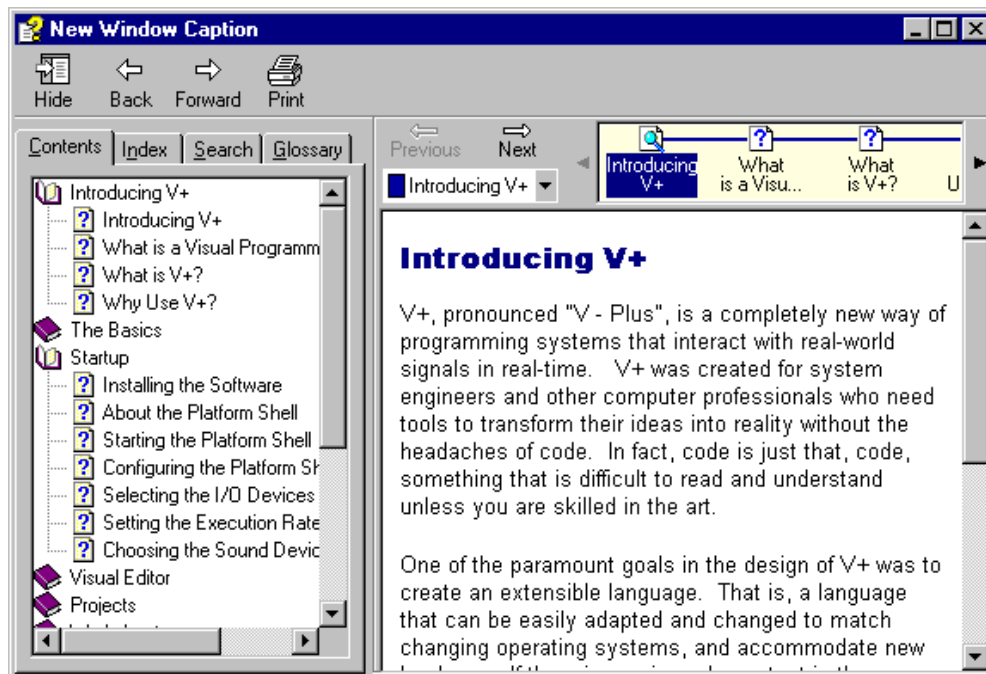 New Window Caption
Hide Back Forward Print
Contents Index Search Glossary
Introducing V+
Introducing V+
What is a Visual Programm
What is V+?
Why Use V+?
The Basics
Startup
Installing the Software
About the Platform Shell
Starting the Platform Shell
Configuring the Platform Sh
Selecting the I/O Devices
Setting the Execution Rate
Choosing the Sound Devic
Visual Editor
Projects
Previous Next
Introducing V+
Introducing
V+
What
is a Visu...
What
is V+?
U
Introducing V+
V+, pronounced "V - Plus", is a completely new way of
programming systems that interact with real-world
signals in real-time. V+ was created for system
engineers and other computer professionals who need
tools to transform their ideas into reality without the
headaches of code. In fact, code is just that, code,
something that is difficult to read and understand
unless you are skilled in the art.
One of the paramount goals in the design of V+ was to
create an extensible language. That is, a language
that can be easily adapted and changed to match
changing operating systems, and accommodate new